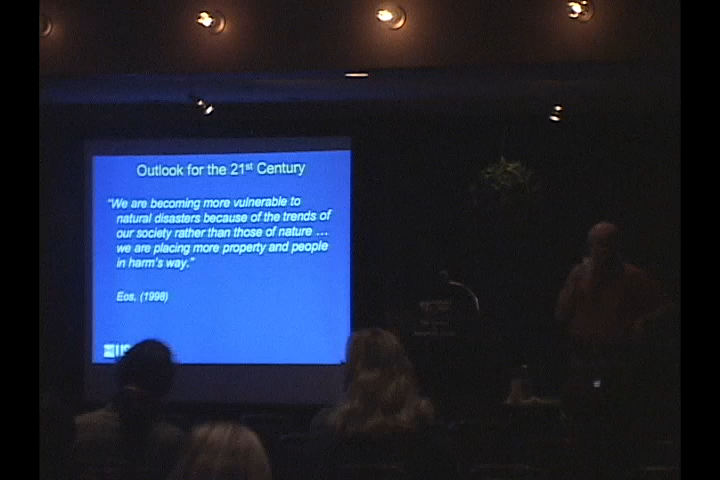 Outlook for the 21st Century
"We are becoming more vulnerable to
natural disasters because of the trends of
our society rather than those of nature ...
we are placing more property and people
in harm's way."
Eos, (1998)